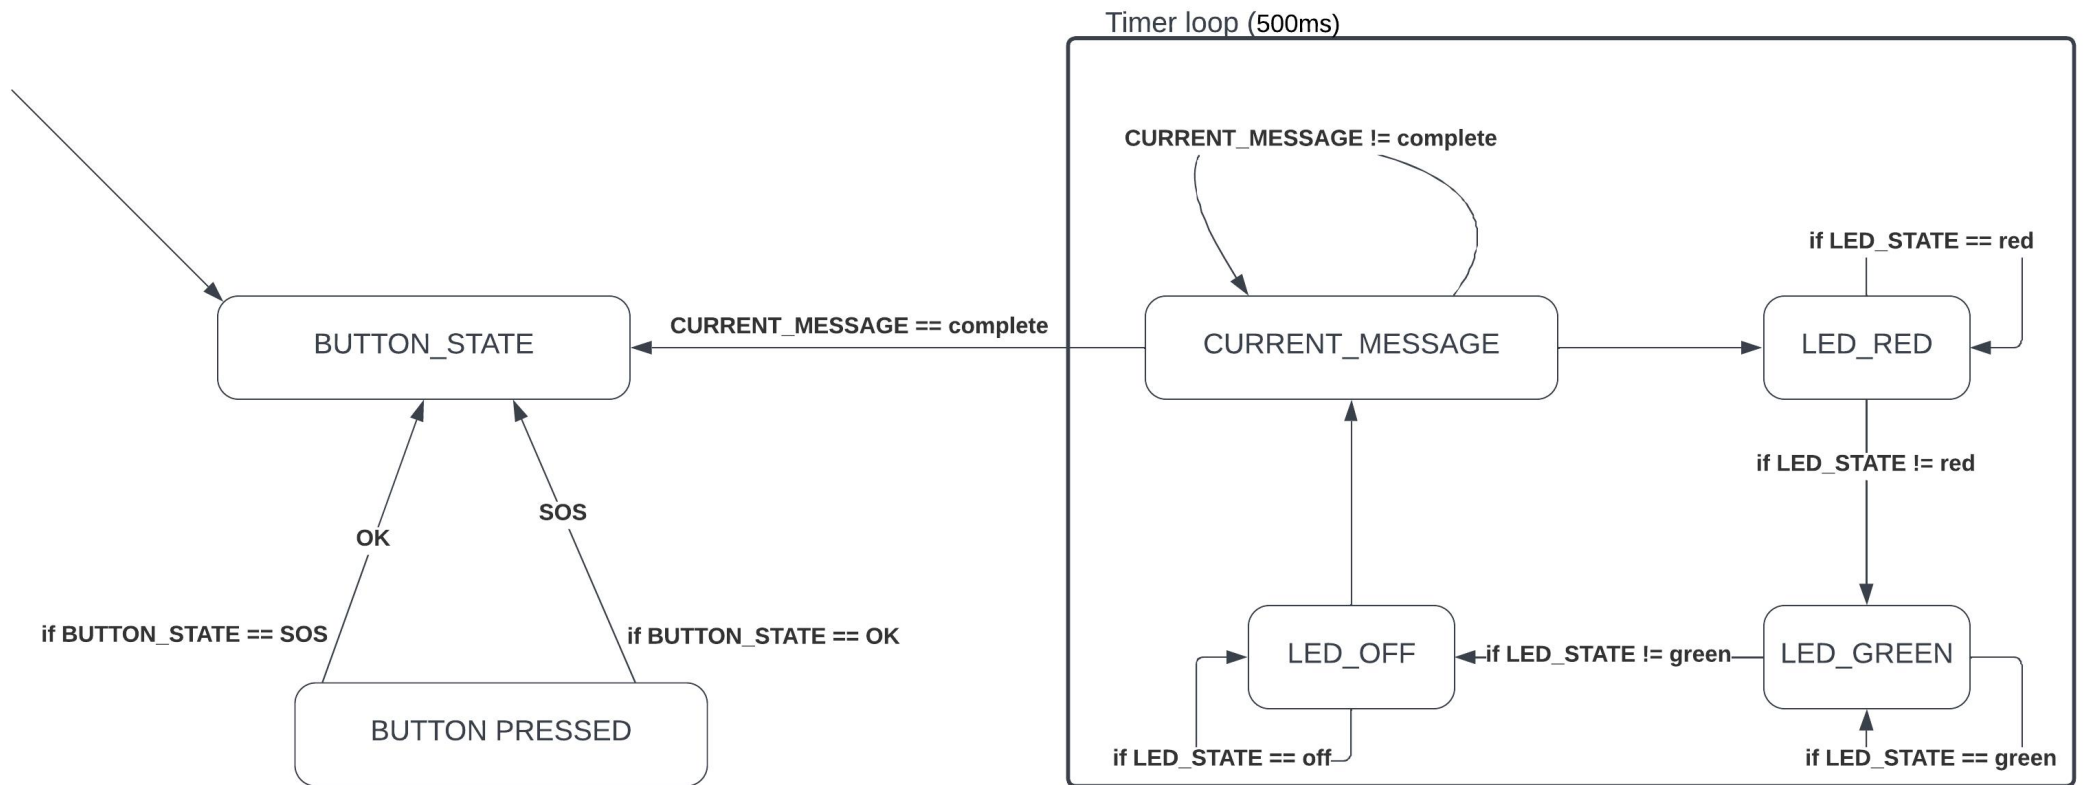 Timer loop (500ms)
CURRENT_MESSAGE != complete
if LED_STATE == red
CURRENT_MESSAGE == complete
BUTTON_STATE
CURRENT_MESSAGE
LED_RED
if LED_STATE != red
SOS
OK
if BUTTON_STATE == SOS
if BUTTON_STATE == OK
LED_OFF
if LED_STATE != green
LED_GREEN
BUTTON PRESSED
if LED_STATE == off
if LED_STATE == green